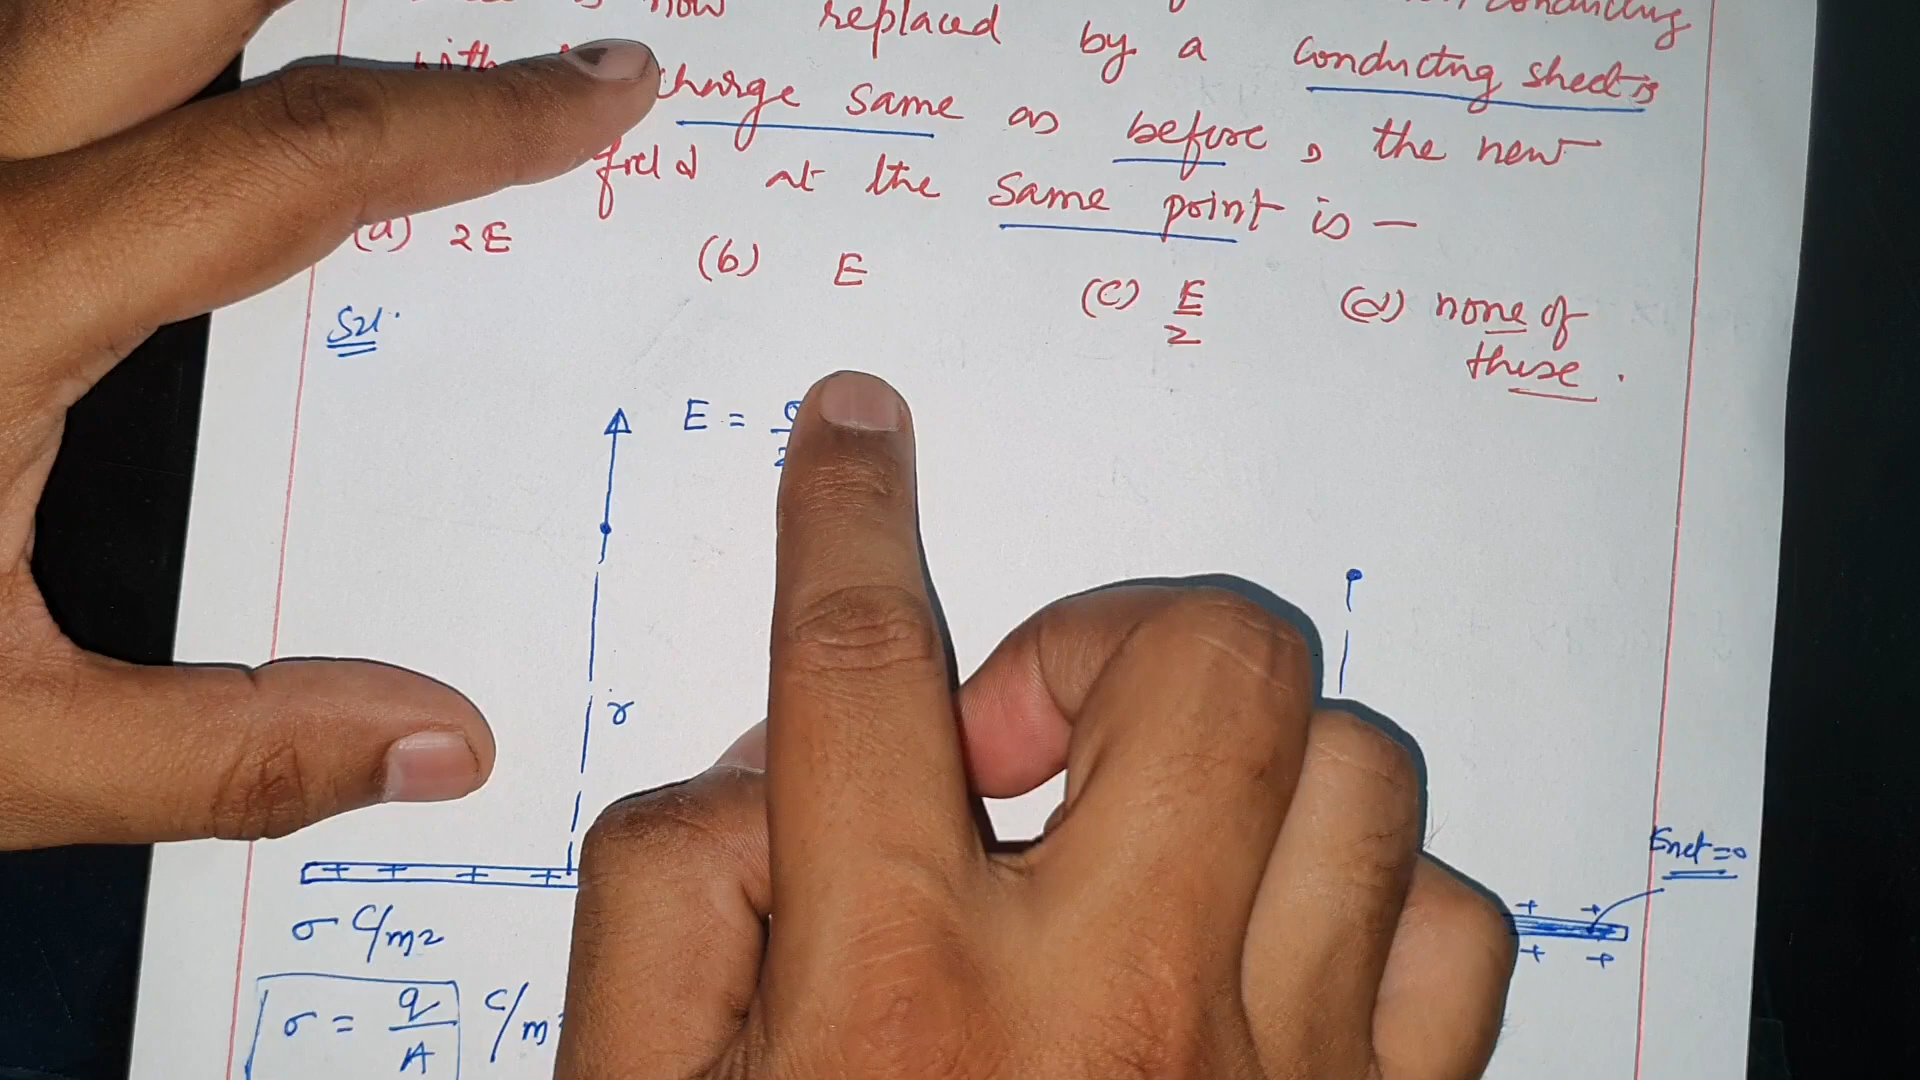 now replaced by a conducting sheet is
charge same as before, the new
field at the same point is —
(a) 2E (b) E (c) E/2 (d) none of these.
Sol.
E =
r
Enet = 0
+ + + +
+ +
+ +
σ C/m2
σ = q/A C/m